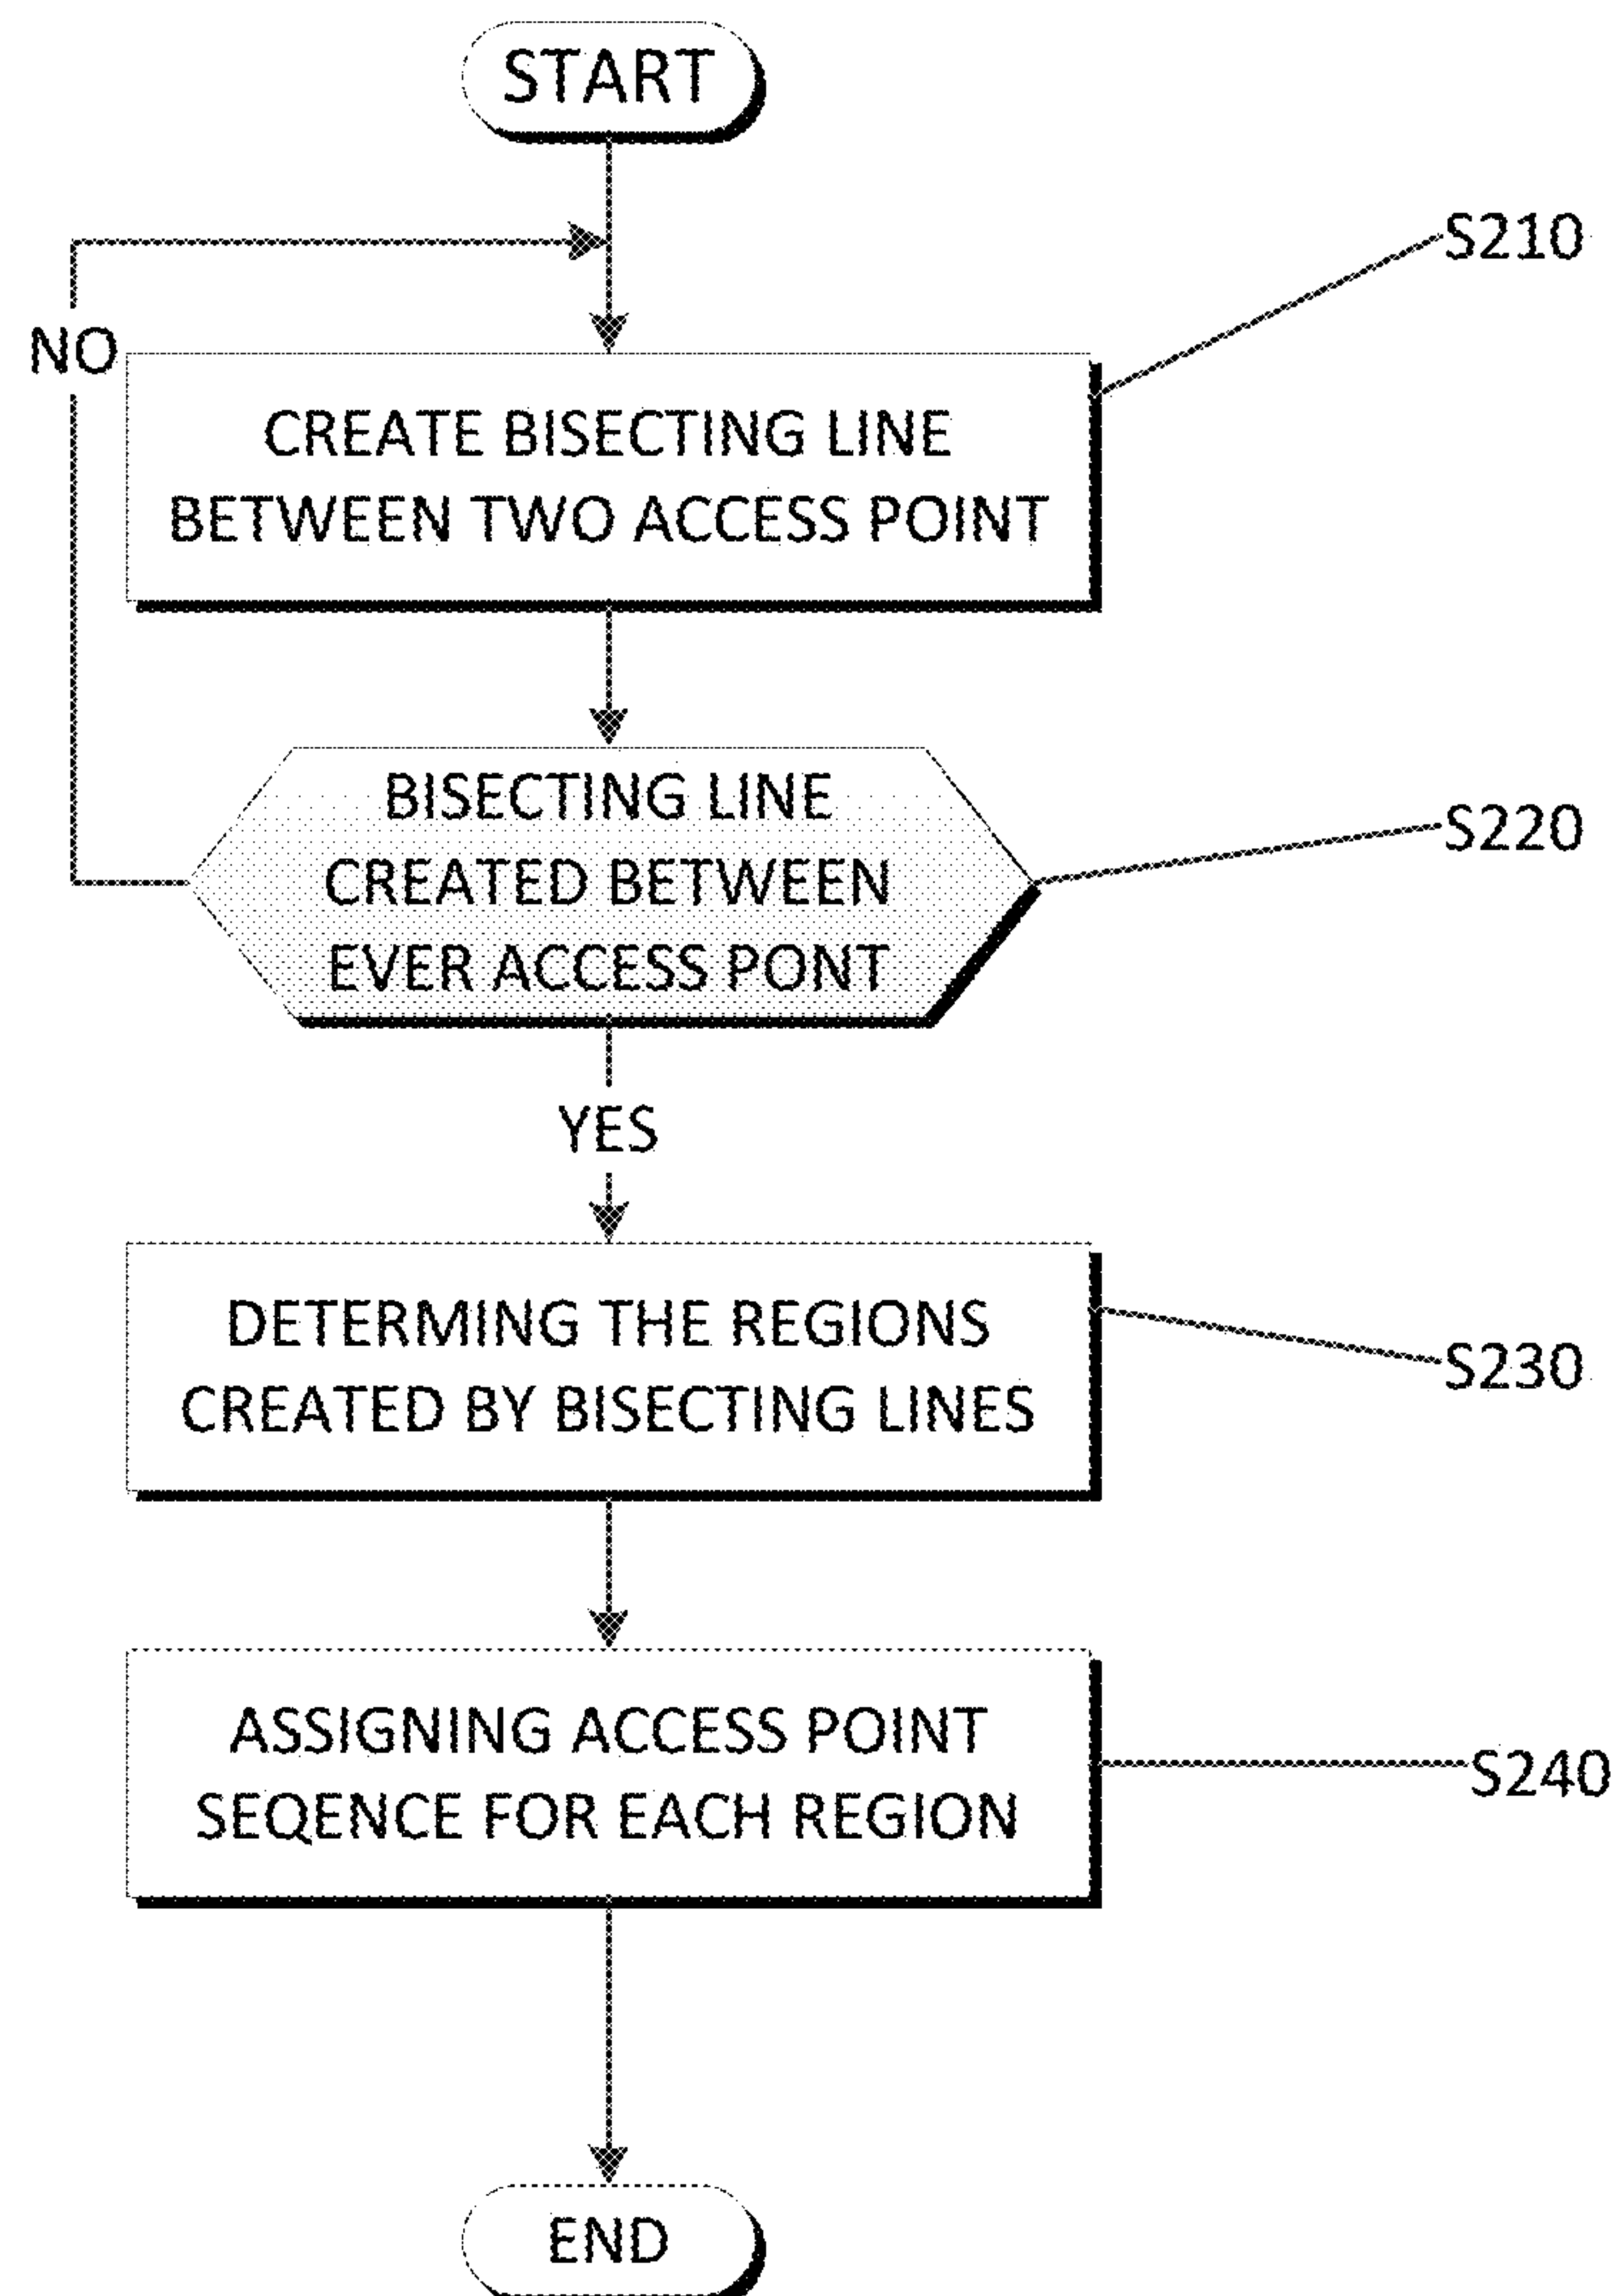 START
S210
NO
CREATE BISECTING LINE
BETWEEN TWO ACCESS POINT
BISECTING LINE
CREATED BETWEEN
EVER ACCESS PONT
S220
YES
DETERMING THE REGIONS
CREATED BY BISECTING LINES
S230
ASSIGNING ACCESS POINT
SEQENCE FOR EACH REGION
S240
END